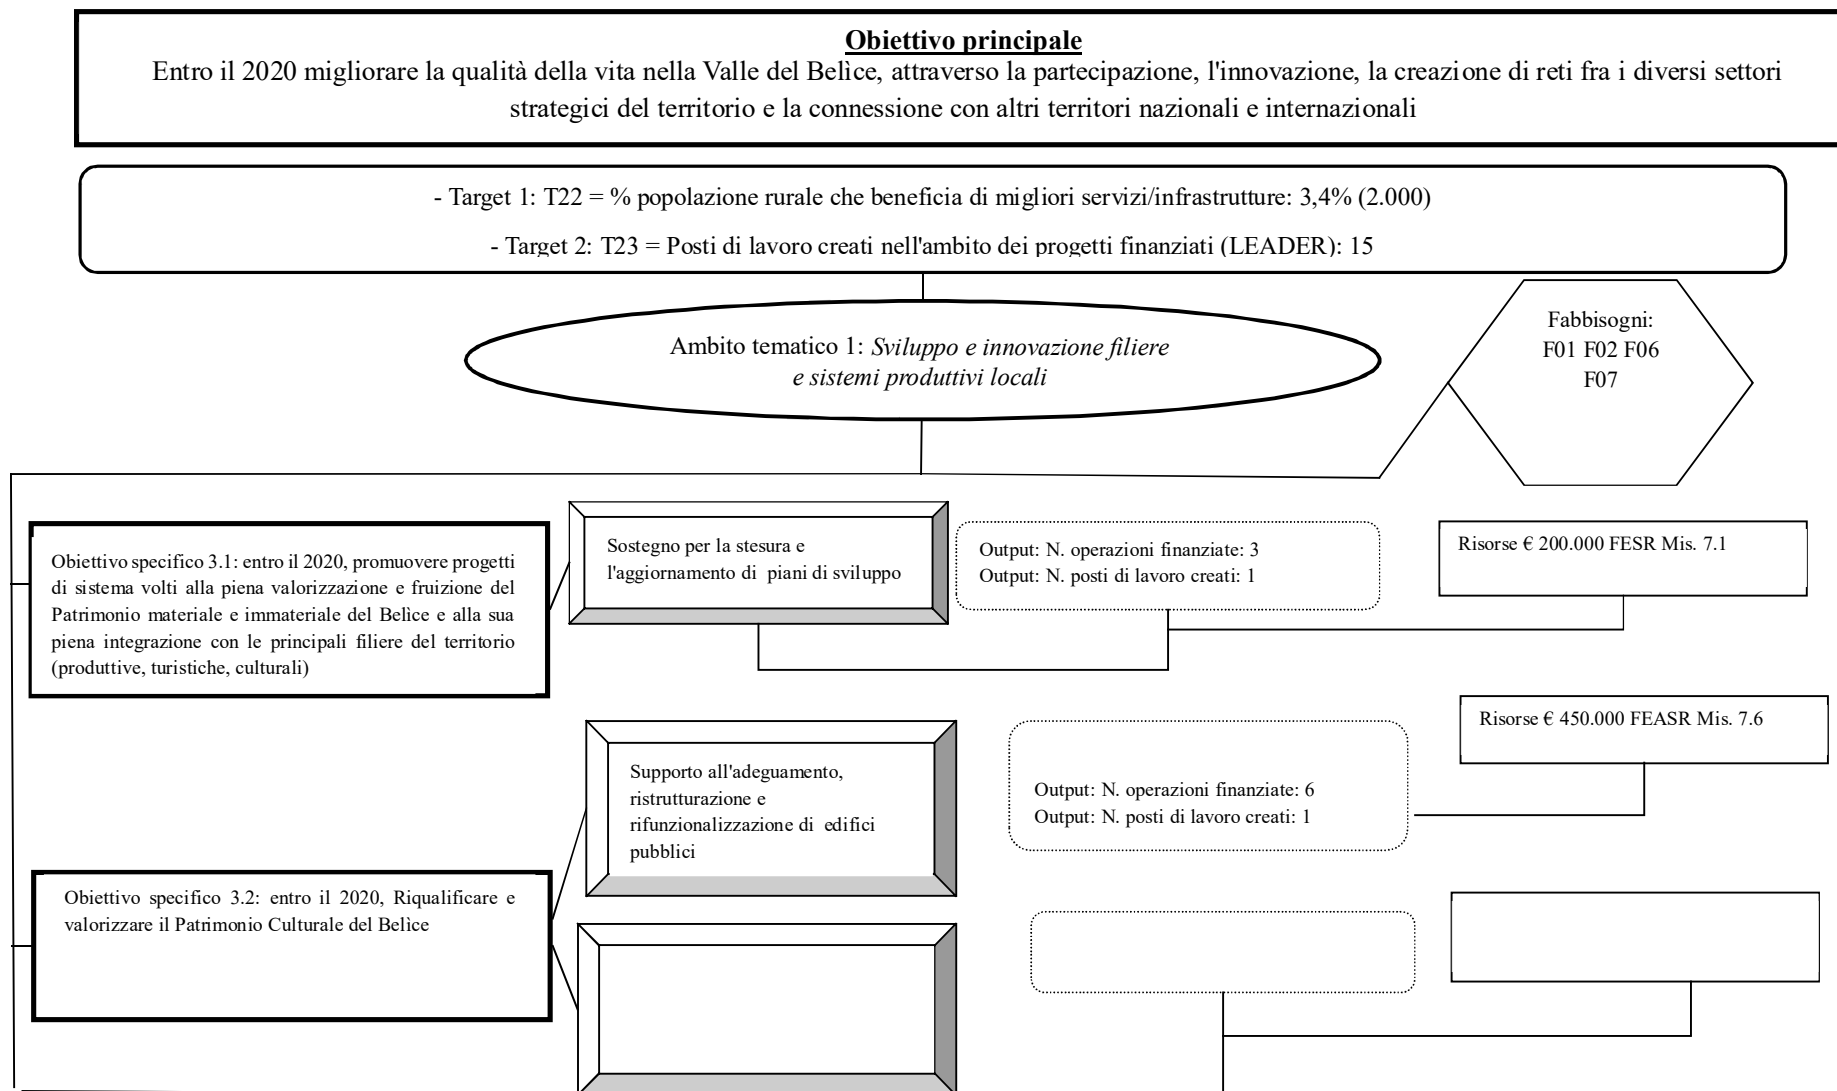 Obiettivo principale
Entro il 2020 migliorare la qualità della vita nella Valle del Belìce, attraverso la partecipazione, l'innovazione, la creazione di reti fra i diversi settori
strategici del territorio e la connessione con altri territori nazionali e internazionali
- Target 1: T22 = % popolazione rurale che beneficia di migliori servizi/infrastrutture: 3,4% (2.000)
- Target 2: T23 = Posti di lavoro creati nell'ambito dei progetti finanziati (LEADER): 15
Ambito tematico 1: Sviluppo e innovazione filiere
e sistemi produttivi locali
Fabbisogni:
F01 F02 F06
F07
Obiettivo specifico 3.1: entro il 2020, promuovere progetti
di sistema volti alla piena valorizzazione e fruizione del
Patrimonio materiale e immateriale del Belìce e alla sua
piena integrazione con le principali filiere del territorio
(produttive, turistiche, culturali)
Sostegno per la stesura e
l'aggiornamento di piani di sviluppo
Output: N. operazioni finanziate: 3
Output: N. posti di lavoro creati: 1
Risorse € 200.000 FESR Mis. 7.1
Risorse € 450.000 FEASR Mis. 7.6
Supporto all'adeguamento,
ristrutturazione e
rifunzionalizzazione di edifici
pubblici
Output: N. operazioni finanziate: 6
Output: N. posti di lavoro creati: 1
Obiettivo specifico 3.2: entro il 2020, Riqualificare e
valorizzare il Patrimonio Culturale del Belìce